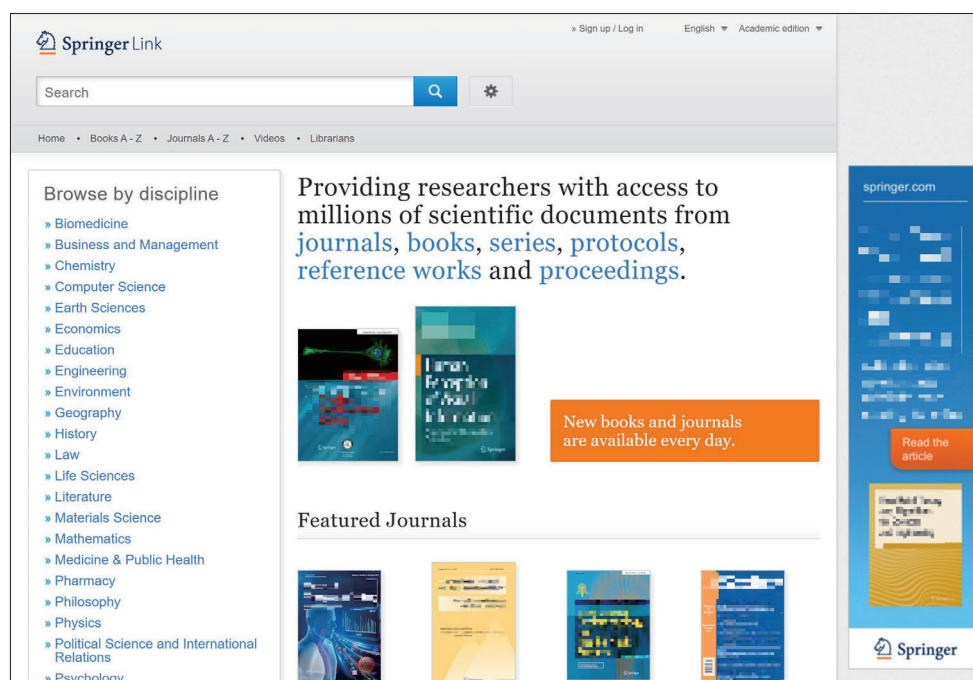 Springer Link
» Sign up / Log in
English
Academic edition
Search
Home • Books A - Z • Journals A - Z • Videos • Librarians
Browse by discipline
» Biomedicine
» Business and Management
» Chemistry
» Computer Science
» Earth Sciences
» Economics
» Education
» Engineering
» Environment
» Geography
» History
» Law
» Life Sciences
» Literature
» Materials Science
» Mathematics
» Medicine & Public Health
» Pharmacy
» Philosophy
» Physics
» Political Science and International
Relations
» Psychology
Providing researchers with access to
millions of scientific documents from
journals, books, series, protocols,
reference works and proceedings.
Springer
Springer
New books and journals
are available every day.
Featured Journals
springer.com
Read the
article
Springer